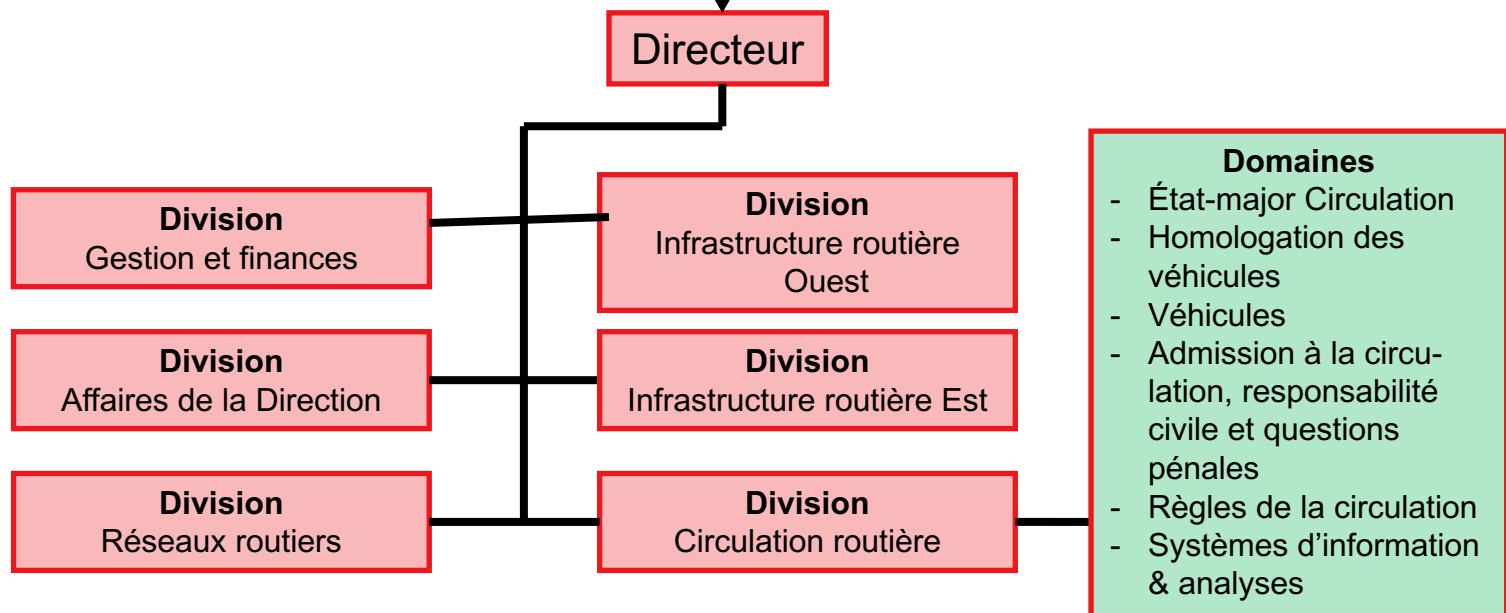 Directeur
Division
Gestion et finances
Division
Infrastructure routière
Ouest
Division
Affaires de la Direction
Division
Infrastructure routière Est
Division
Réseaux routiers
Division
Circulation routière
Domaines
- État-major Circulation
- Homologation des
véhicules
- Véhicules
- Admission à la circu-
lation, responsabilité
civile et questions
pénales
- Règles de la circulation
- Systèmes d’information
& analyses